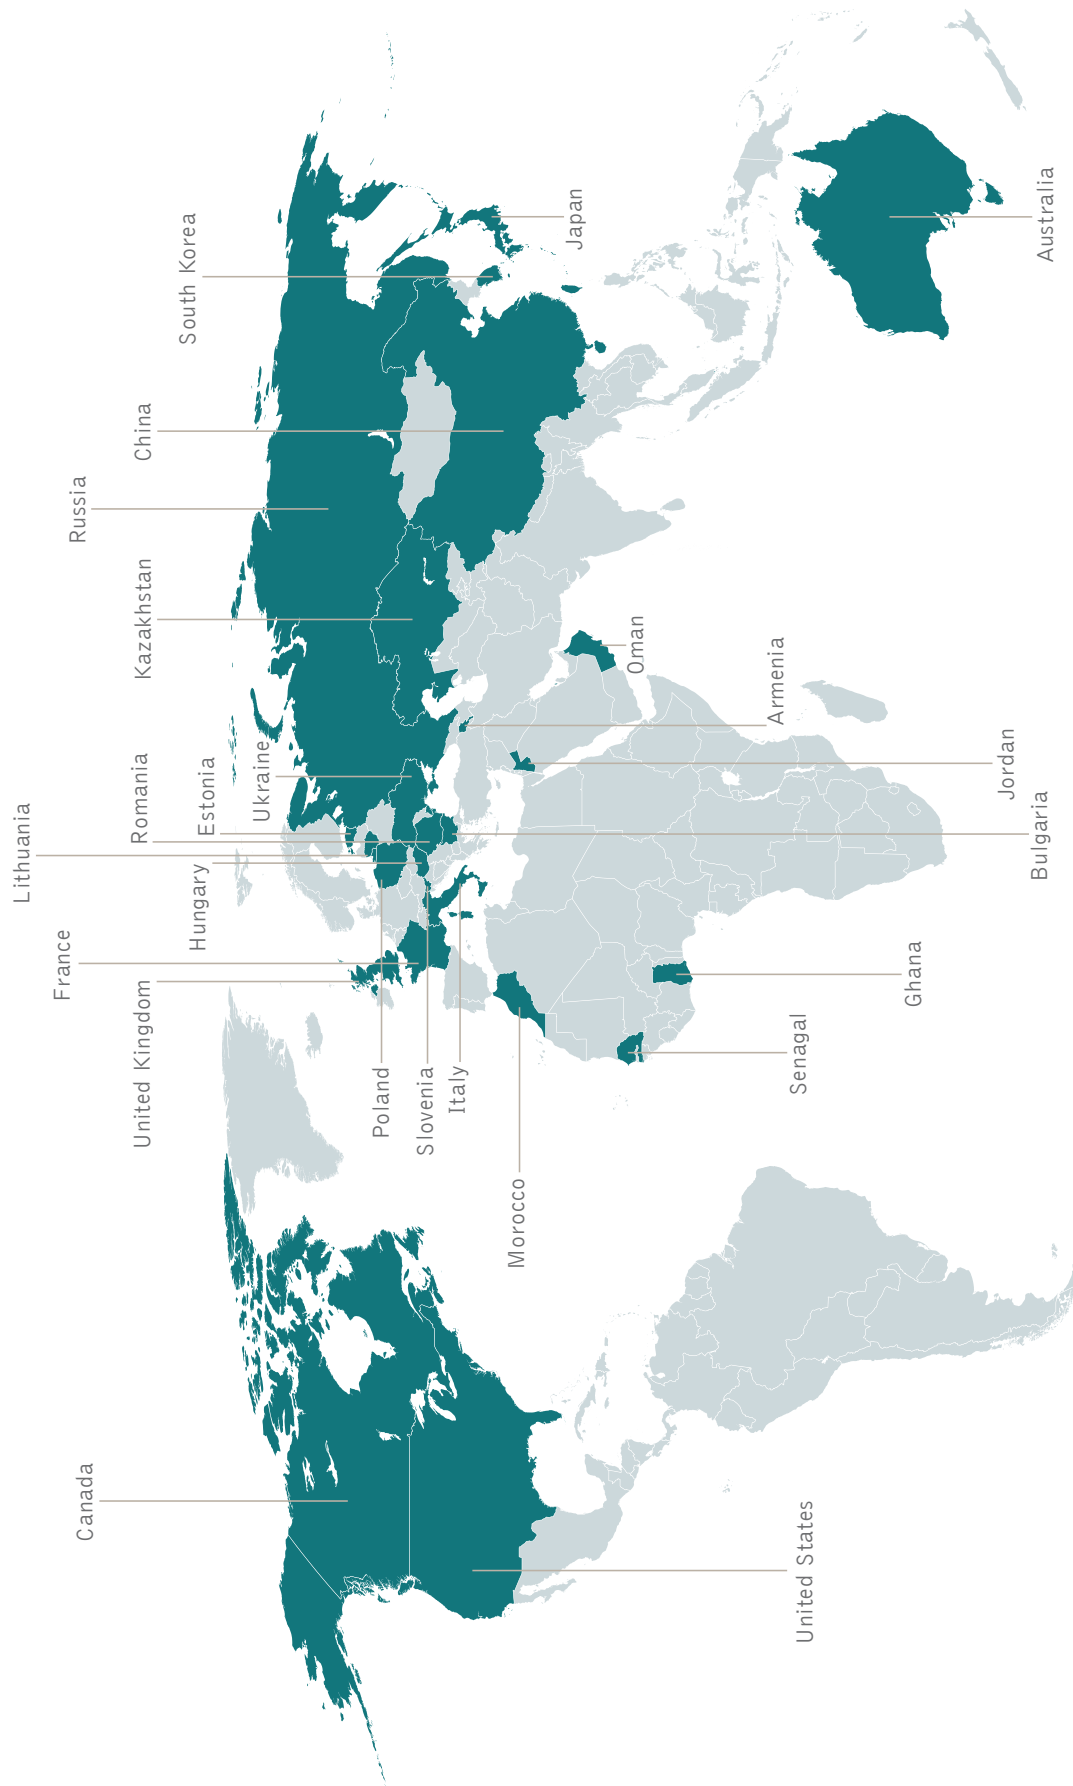 Canada
United States
Morocco
United Kingdom
Poland
Slovenia
Italy
France
Senagal
Ghana
Hungary
Lithuania
Romania
Estonia
Ukraine
Bulgaria
Jordan
Armenia
Oman
Kazakhstan
Russia
China
South Korea
Japan
Australia